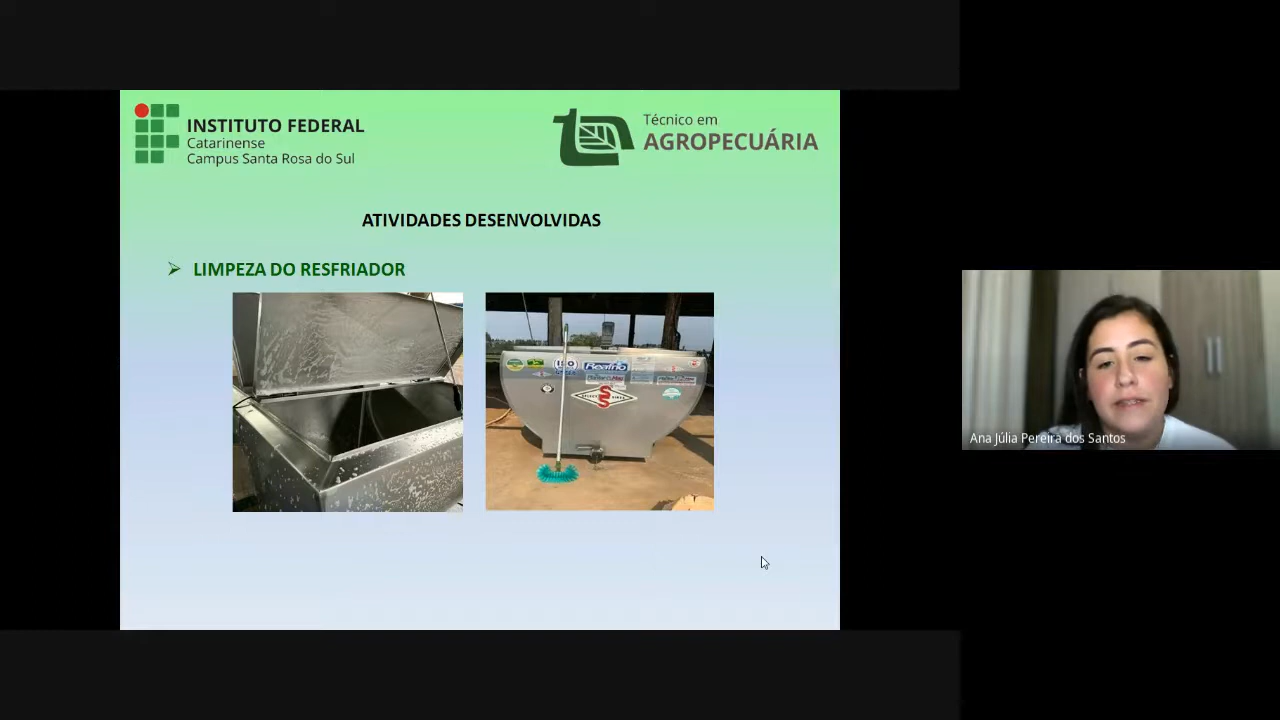 INSTITUTO FEDERAL
Catarinense
Campus Santa Rosa do Sul
Técnico em
AGROPECUÁRIA
ATIVIDADES DESENVOLVIDAS
LIMPEZA DO RESFRIADOR
Reafrio
Ana Júlia Pereira dos Santos